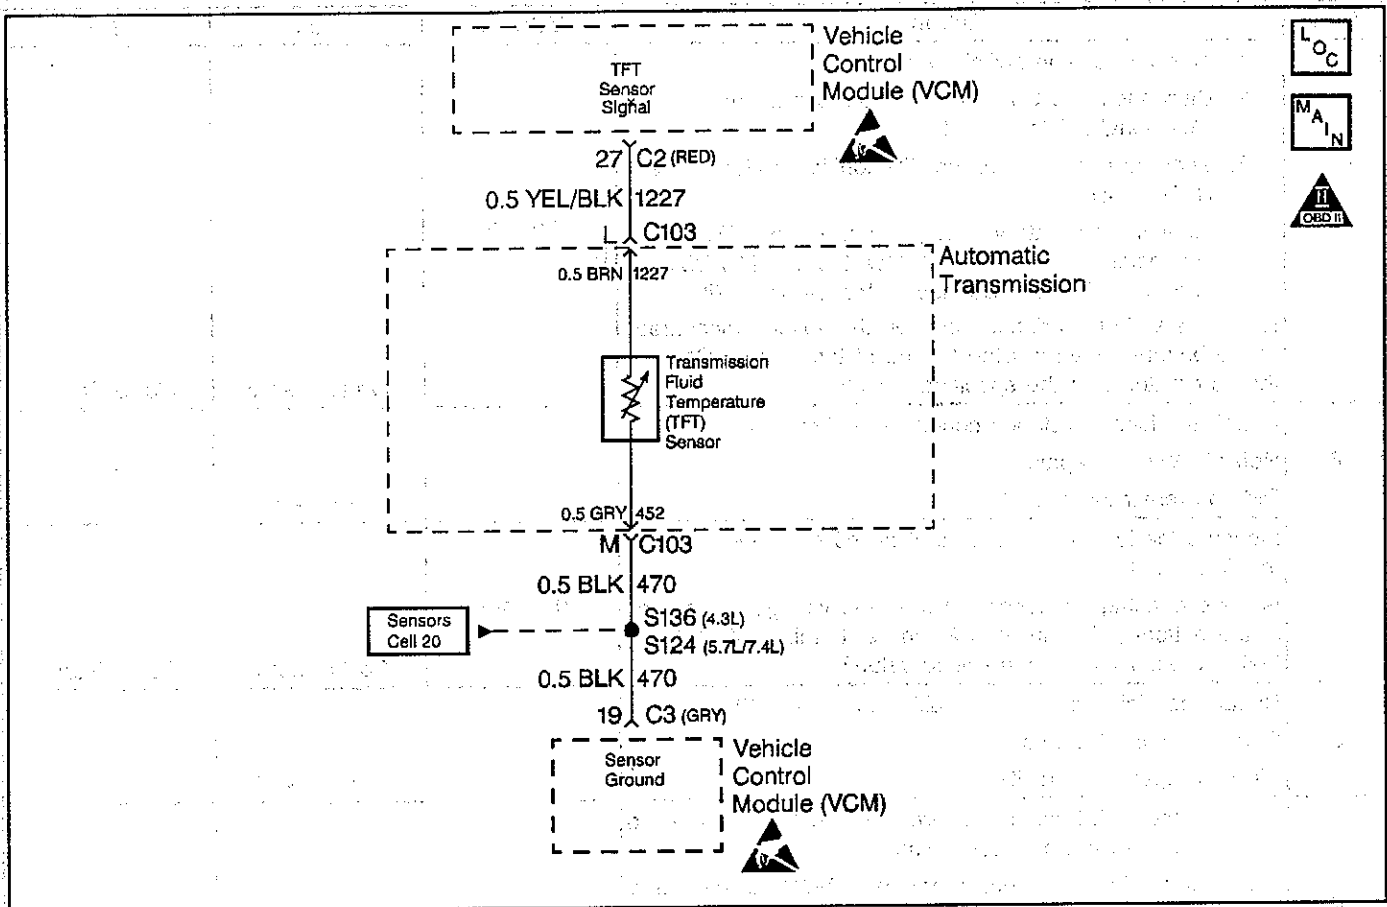 TFT
Sensor
Signal
Vehicle
Control
Module (VCM)
L O C
M A I N
II
OBD II
27 C2 (RED)
0.5 YEL/BLK 1227
L C103
0.5 BRN 1227
Automatic
Transmission
Transmission
Fluid
Temperature
(TFT)
Sensor
0.5 GRY 452
M C103
0.5 BLK 470
Sensors
Cell 20
S136 (4.3L)
S124 (5.7L/7.4L)
0.5 BLK 470
19 C3 (GRY)
Sensor
Ground
Vehicle
Control
Module (VCM)